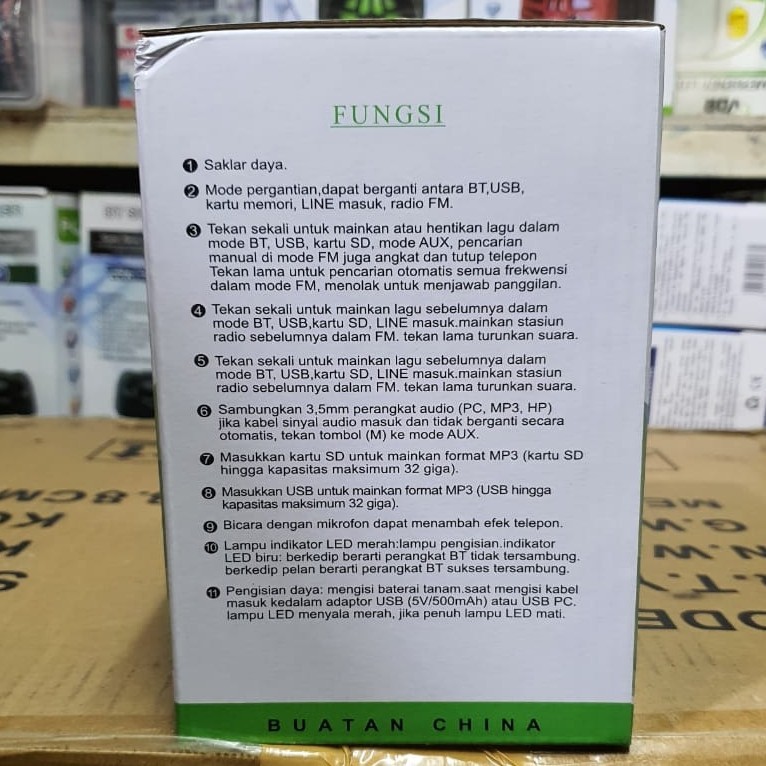 FUNGSI
1 Saklar daya.
2 Mode pergantian,dapat berganti antara BT,USB,
kartu memori, LINE masuk, radio FM.
3 Tekan sekali untuk mainkan atau hentikan lagu dalam
mode BT, USB, kartu SD, mode AUX, pencarian
manual di mode FM juga angkat dan tutup telepon
Tekan lama untuk pencarian otomatis semua frekwensi
dalam mode FM, menolak untuk menjawab panggilan.
4 Tekan sekali untuk mainkan lagu sebelumnya dalam
mode BT, USB,kartu SD, LINE masuk.mainkan stasiun
radio sebelumnya dalam FM. tekan lama turunkan suara.
5 Tekan sekali untuk mainkan lagu sebelumnya dalam
mode BT, USB,kartu SD, LINE masuk.mainkan stasiun
radio sebelumnya dalam FM. tekan lama turunkan suara.
6 Sambungkan 3,5mm perangkat audio (PC, MP3, HP)
jika kabel sinyal audio masuk dan tidak berganti secara
otomatis, tekan tombol (M) ke mode AUX.
7 Masukkan kartu SD untuk mainkan format MP3 (kartu SD
hingga kapasitas maksimum 32 giga).
8 Masukkan USB untuk mainkan format MP3 (USB hingga
kapasitas maksimum 32 giga).
9 Bicara dengan mikrofon dapat menambah efek telepon.
10 Lampu indikator LED merah:lampu pengisian.indikator
LED biru: berkedip berarti perangkat BT tidak tersambung.
berkedip pelan berarti perangkat BT sukses tersambung.
11 Pengisian daya: mengisi baterai tanam.saat mengisi kabel
masuk kedalam adaptor USB (5V/500mAh) atau USB PC.
lampu LED menyala merah, jika penuh lampu LED mati.
BUATAN CHINA